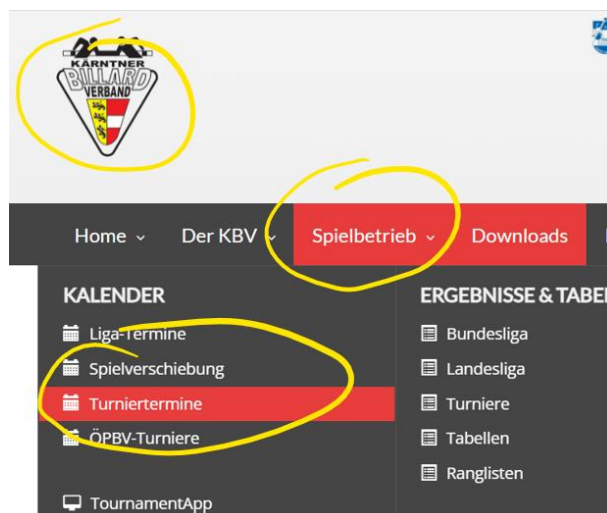 KÄRNTNER
BILLARD
VERBAND
Home
Der KBV
Spielbetrieb
Downloads
KALENDER
Liga-Termine
Spielverschiebung
Turniertermine
ÖPBV-Turniere
TournamentApp
ERGEBNISSE &
Bundesliga
Landesliga
Turniere
Tabellen
Ranglisten